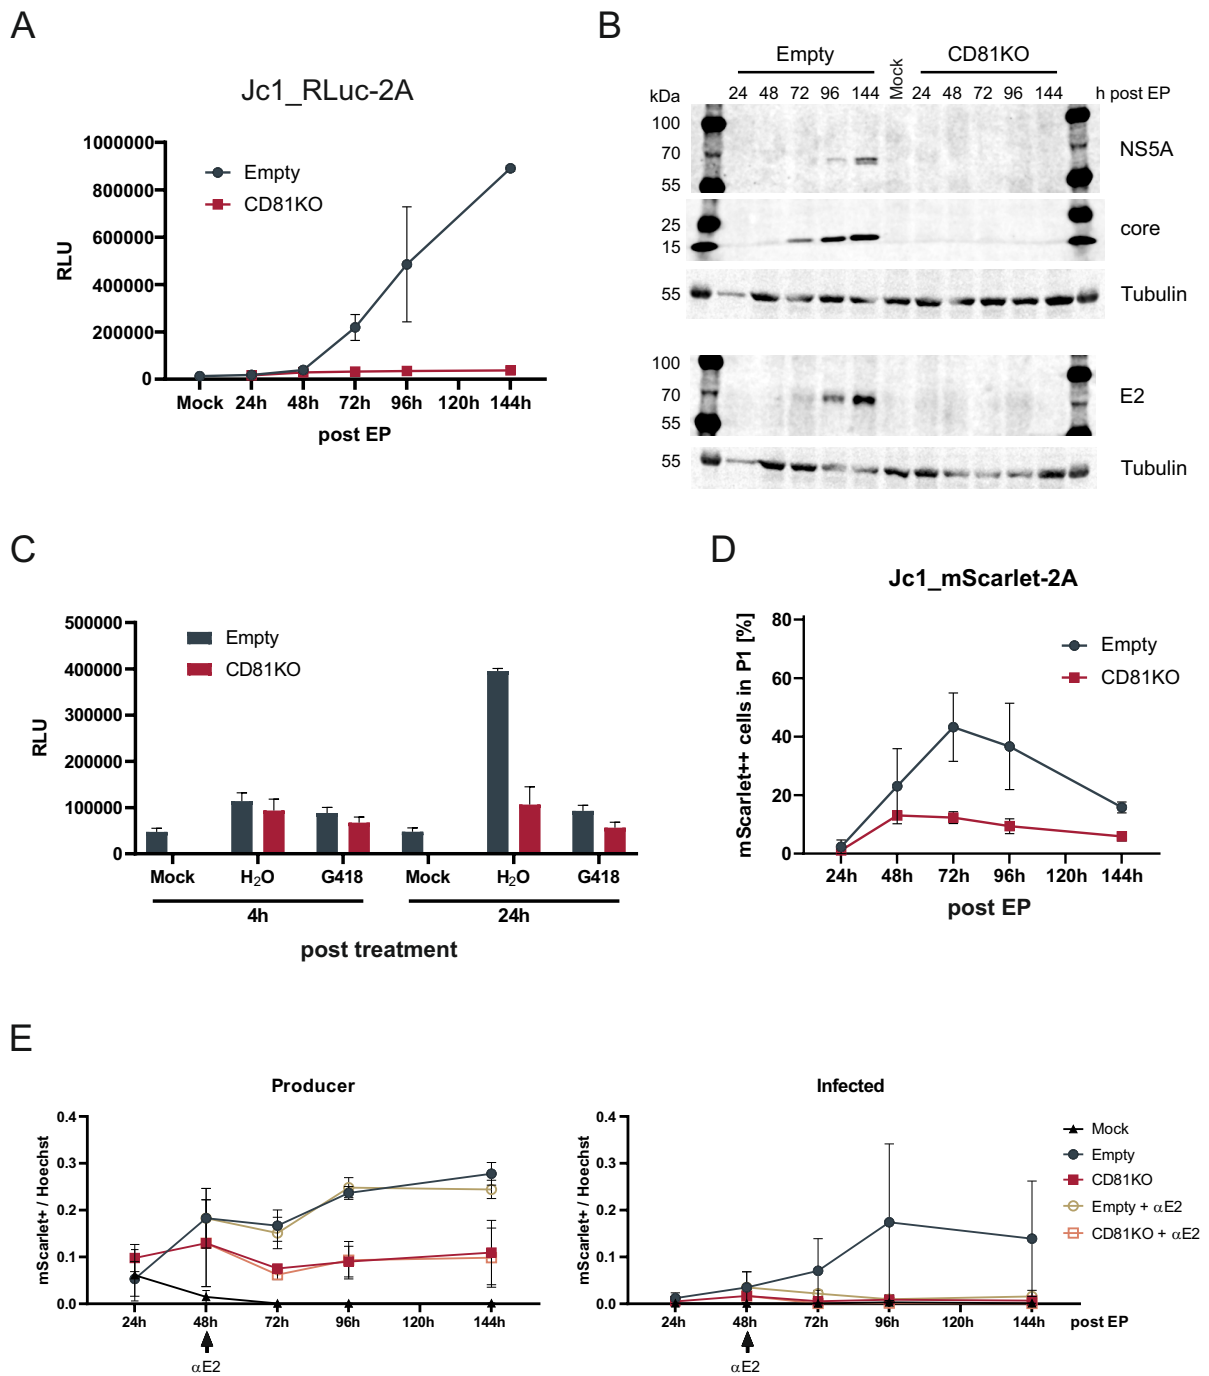 A
Jc1_RLuc-2A
1000000
800000
600000
400000
200000
0
RLU
Empty
CD81KO
Mock 24h 48h 72h 96h 120h 144h
post EP
B
Empty Mock CD81KO
kDa 24 48 72 96 144 24 48 72 96 144 h post EP
100
70
55
NS5A
25
15
core
55
Tubulin
100
70
55
E2
55
Tubulin
C
500000
400000
300000
200000
100000
0
RLU
Empty
CD81KO
Mock H₂O G418 Mock H₂O G418
4h 24h
post treatment
D
Jc1_mScarlet-2A
80
60
40
20
0
mScarlet++ cells in P1 [%]
Empty
CD81KO
24h 48h 72h 96h 120h 144h
post EP
E
Producer
0.4
0.3
0.2
0.1
0.0
mScarlet+ / Hoechst
24h 48h 72h 96h 120h 144h
αE2
Infected
0.4
0.3
0.2
0.1
0.0
mScarlet+ / Hoechst
24h 48h 72h 96h 120h 144h post EP
αE2
Mock
Empty
CD81KO
Empty + αE2
CD81KO + αE2